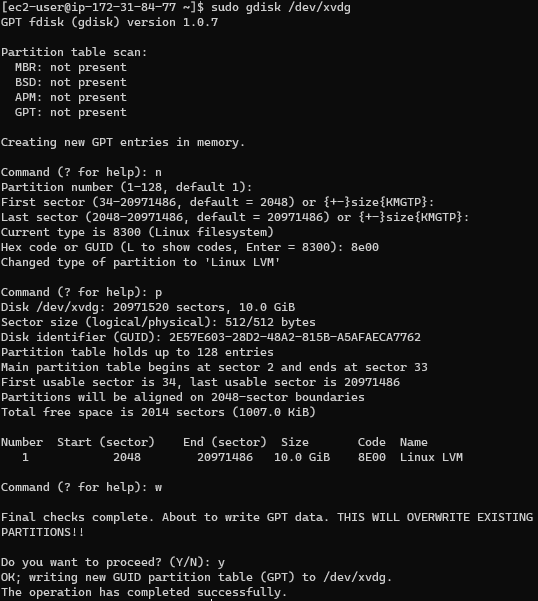 [ec2-user@ip-172-31-84-77 ~]$ sudo gdisk /dev/xvdg
GPT fdisk (gdisk) version 1.0.7
Partition table scan:
MBR: not present
BSD: not present
APM: not present
GPT: not present
Creating new GPT entries in memory.
Command (? for help): n
Partition number (1-128, default 1):
First sector (34-20971486, default = 2048) or {+-}size{KMGTP}:
Last sector (2048-20971486, default = 20971486) or {+-}size{KMGTP}:
Current type is 8300 (Linux filesystem)
Hex code or GUID (L to show codes, Enter = 8300): 8e00
Changed type of partition to 'Linux LVM'
Command (? for help): p
Disk /dev/xvdg: 20971520 sectors, 10.0 GiB
Sector size (logical/physical): 512/512 bytes
Disk identifier (GUID): 2E57E603-28D2-48A2-815B-A5AFAECA7762
Partition table holds up to 128 entries
Main partition table begins at sector 2 and ends at sector 33
First usable sector is 34, last usable sector is 20971486
Partitions will be aligned on 2048-sector boundaries
Total free space is 2014 sectors (1007.0 KiB)
Number  Start (sector)    End (sector)  Size       Code  Name
1            2048        20971486   10.0 GiB    8E00  Linux LVM
Command (? for help): w
Final checks complete. About to write GPT data. THIS WILL OVERWRITE EXISTING
PARTITIONS!!
Do you want to proceed? (Y/N): y
OK; writing new GUID partition table (GPT) to /dev/xvdg.
The operation has completed successfully.